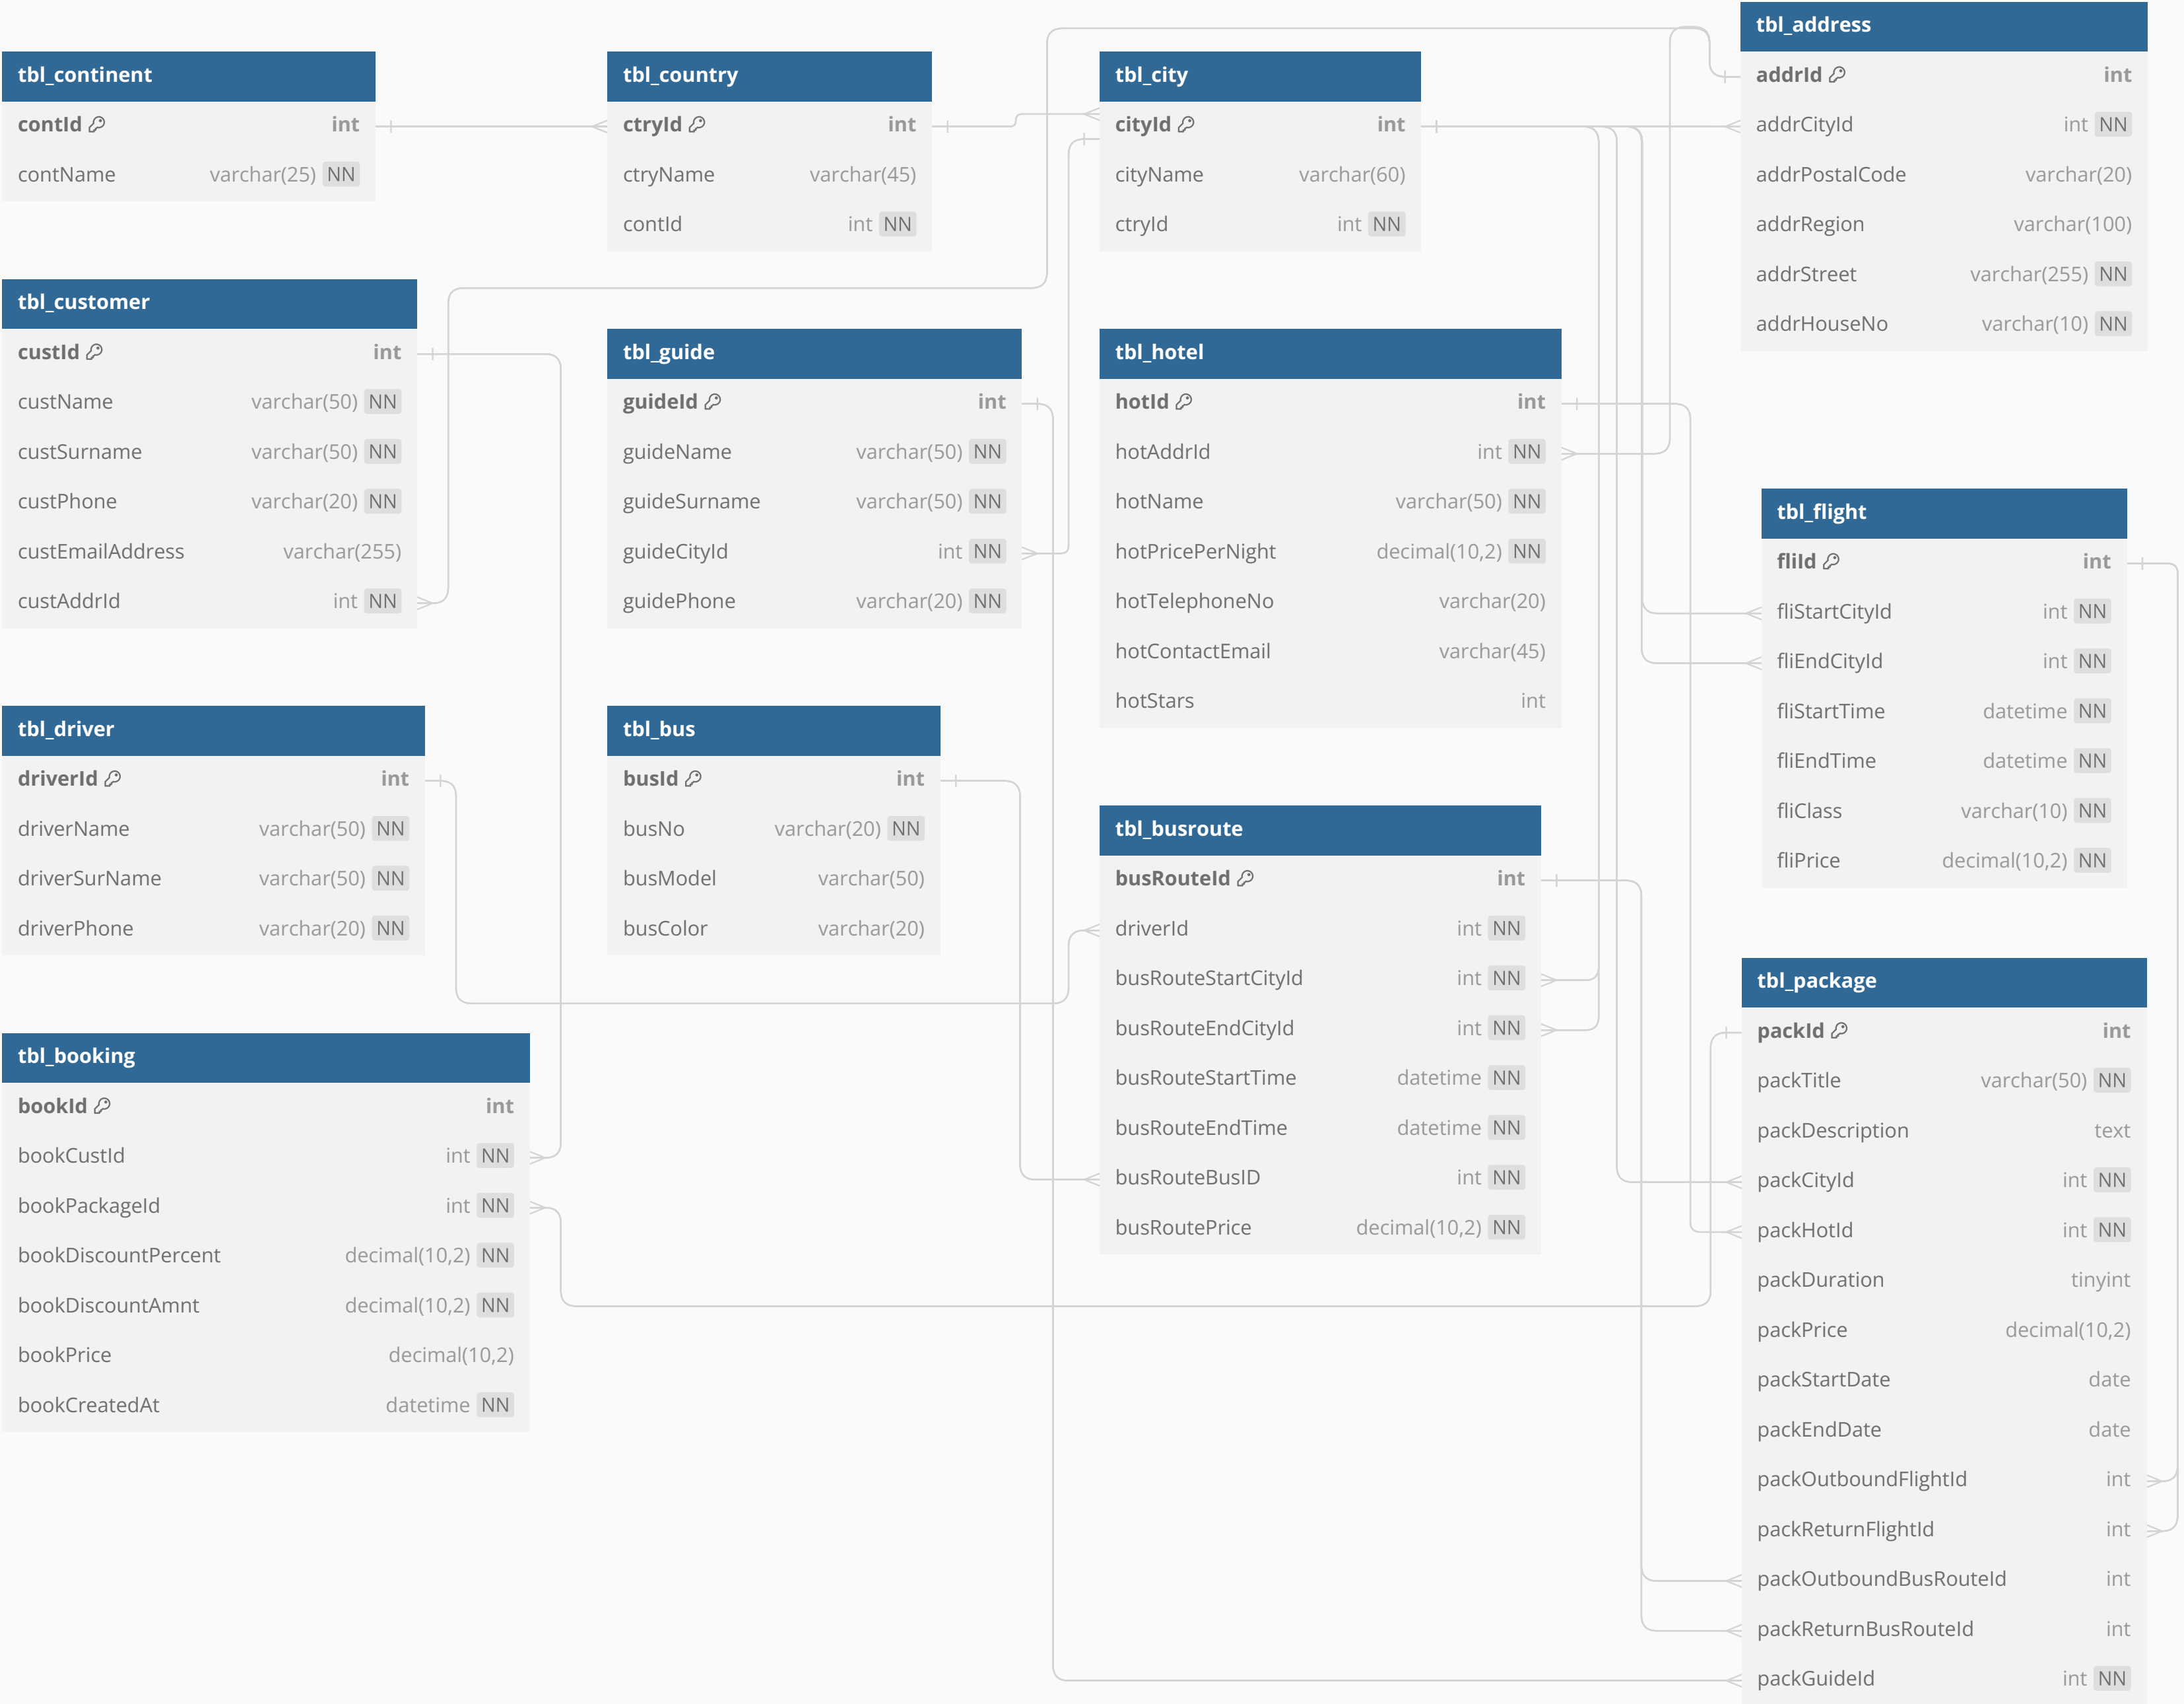 tbl_continent
contId int
contName varchar(25) NN
tbl_country
ctryId int
ctryName varchar(45)
contId int NN
tbl_city
cityId int
cityName varchar(60)
ctryId int NN
tbl_address
addrId int
addrCityId int NN
addrPostalCode varchar(20)
addrRegion varchar(100)
addrStreet varchar(255) NN
addrHouseNo varchar(10) NN
tbl_customer
custId int
custName varchar(50) NN
custSurname varchar(50) NN
custPhone varchar(20) NN
custEmailAddress varchar(255)
custAddrId int NN
tbl_guide
guideId int
guideName varchar(50) NN
guideSurname varchar(50) NN
guideCityId int NN
guidePhone varchar(20) NN
tbl_hotel
hotId int
hotAddrId int NN
hotName varchar(50) NN
hotPricePerNight decimal(10,2) NN
hotTelephoneNo varchar(20)
hotContactEmail varchar(45)
hotStars int
tbl_flight
fliId int
fliStartCityId int NN
fliEndCityId int NN
fliStartTime datetime NN
fliEndTime datetime NN
fliClass varchar(10) NN
fliPrice decimal(10,2) NN
tbl_driver
driverId int
driverName varchar(50) NN
driverSurName varchar(50) NN
driverPhone varchar(20) NN
tbl_bus
busId int
busNo varchar(20) NN
busModel varchar(50)
busColor varchar(20)
tbl_busroute
busRouteId int
driverId int NN
busRouteStartCityId int NN
busRouteEndCityId int NN
busRouteStartTime datetime NN
busRouteEndTime datetime NN
busRouteBusID int NN
busRoutePrice decimal(10,2) NN
tbl_booking
bookId int
bookCustId int NN
bookPackageId int NN
bookDiscountPercent decimal(10,2) NN
bookDiscountAmnt decimal(10,2) NN
bookPrice decimal(10,2)
bookCreatedAt datetime NN
tbl_package
packId int
packTitle varchar(50) NN
packDescription text
packCityId int NN
packHotId int NN
packDuration tinyint
packPrice decimal(10,2)
packStartDate date
packEndDate date
packOutboundFlightId int
packReturnFlightId int
packOutboundBusRouteId int
packReturnBusRouteId int
packGuideId int NN